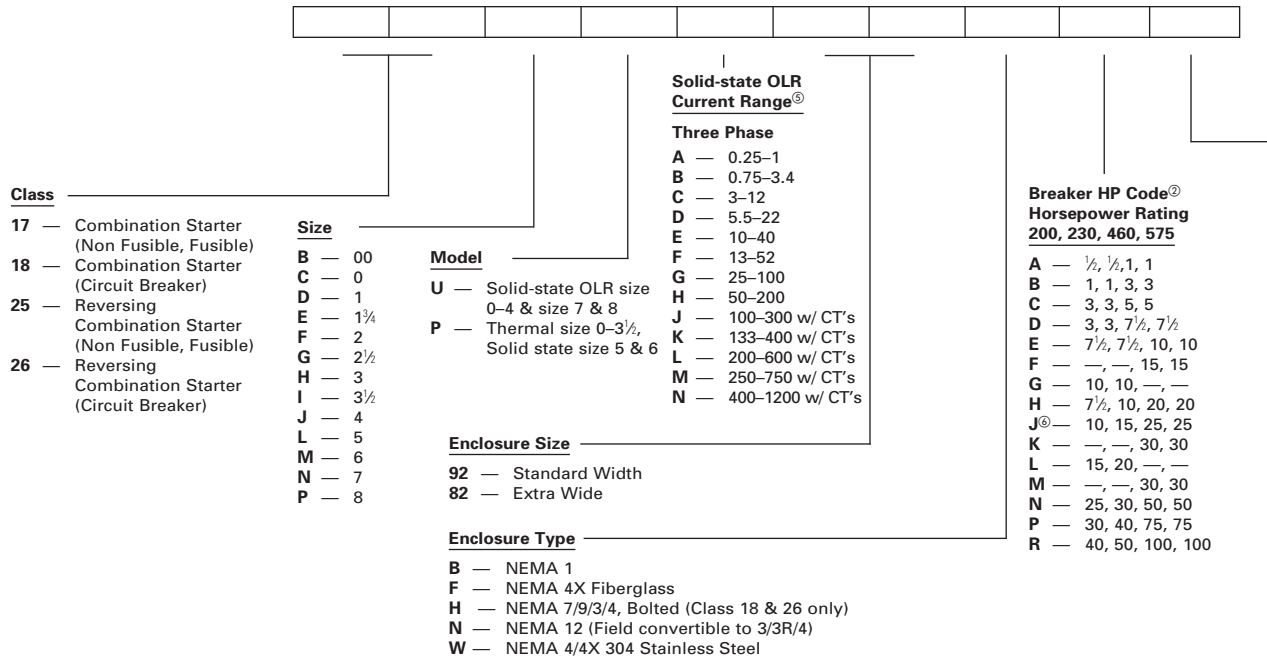 Class
17 — Combination Starter
(Non Fusible, Fusible)
18 — Combination Starter
(Circuit Breaker)
25 — Reversing
Combination Starter
(Non Fusible, Fusible)
26 — Reversing
Combination Starter
(Circuit Breaker)
Size
B — 00
C — 0
D — 1
E — 1¾
F — 2
G — 2½
H — 3
I — 3½
J — 4
L — 5
M — 6
N — 7
P — 8
Model
U — Solid-state OLR size
0–4 & size 7 & 8
P — Thermal size 0–3½,
Solid state size 5 & 6
Solid-state OLR
Current Range⑤
Three Phase
A — 0.25–1
B — 0.75–3.4
C — 3–12
D — 5.5–22
E — 10–40
F — 13–52
G — 25–100
H — 50–200
J — 100–300 w/ CT's
K — 133–400 w/ CT's
L — 200–600 w/ CT's
M — 250–750 w/ CT's
N — 400–1200 w/ CT's
Enclosure Size
92 — Standard Width
82 — Extra Wide
Enclosure Type
B — NEMA 1
F — NEMA 4X Fiberglass
H — NEMA 7/9/3/4, Bolted (Class 18 & 26 only)
N — NEMA 12 (Field convertible to 3/3R/4)
W — NEMA 4/4X 304 Stainless Steel
Breaker HP Code②
Horsepower Rating
200, 230, 460, 575
A — ½, ½,1, 1
B — 1, 1, 3, 3
C — 3, 3, 5, 5
D — 3, 3, 7½, 7½
E — 7½, 7½, 10, 10
F — —, —, 15, 15
G — 10, 10, —, —
H — 7½, 10, 20, 20
J⑥— 10, 15, 25, 25
K — —, —, 30, 30
L — 15, 20, —, —
M — —, —, 30, 30
N — 25, 30, 50, 50
P — 30, 40, 75, 75
R — 40, 50, 100, 100